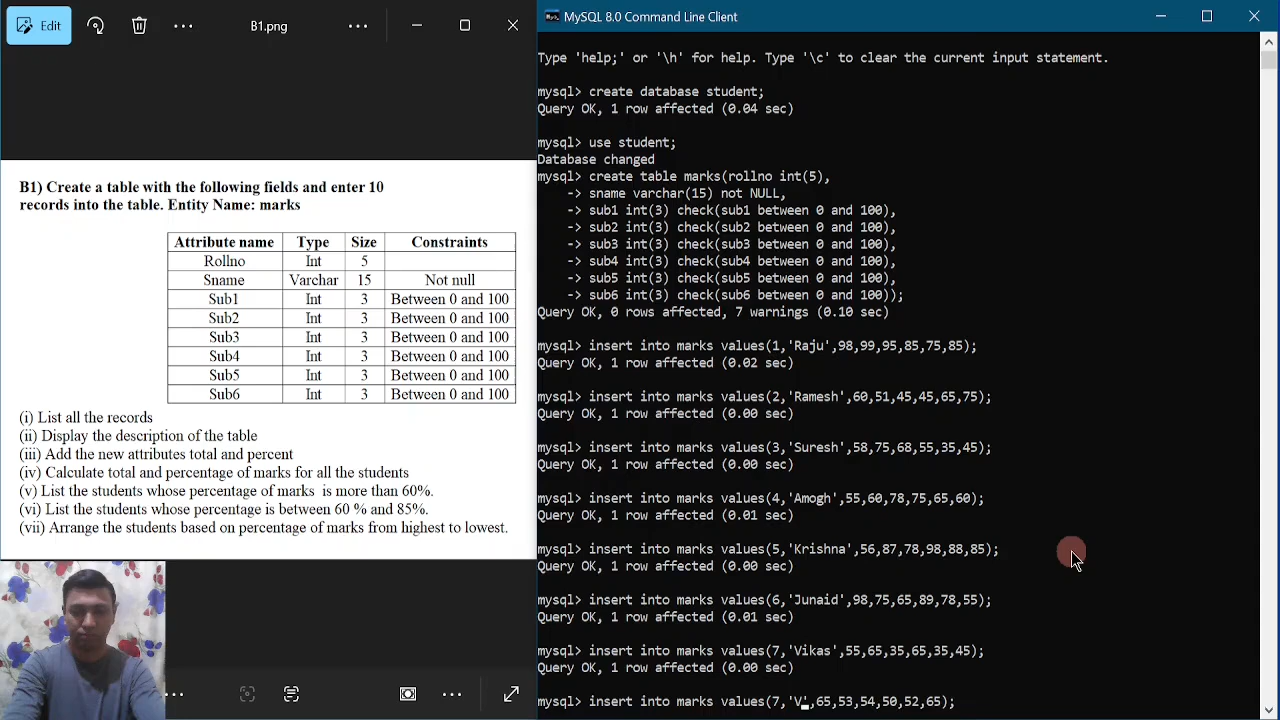 Edit
B1.png
B1) Create a table with the following fields and enter 10
records into the table. Entity Name: marks
Attribute name Type Size Constraints
Rollno Int 5
Sname Varchar 15 Not null
Sub1 Int 3 Between 0 and 100
Sub2 Int 3 Between 0 and 100
Sub3 Int 3 Between 0 and 100
Sub4 Int 3 Between 0 and 100
Sub5 Int 3 Between 0 and 100
Sub6 Int 3 Between 0 and 100
(i) List all the records
(ii) Display the description of the table
(iii) Add the new attributes total and percent
(iv) Calculate total and percentage of marks for all the students
(v) List the students whose percentage of marks is more than 60%.
(vi) List the students whose percentage is between 60 % and 85%.
(vii) Arrange the students based on percentage of marks from highest to lowest.
MySQL 8.0 Command Line Client
Type 'help;' or '\h' for help. Type '\c' to clear the current input statement.
mysql> create database student;
Query OK, 1 row affected (0.04 sec)
mysql> use student;
Database changed
mysql> create table marks(rollno int(5),
-> sname varchar(15) not NULL,
-> sub1 int(3) check(sub1 between 0 and 100),
-> sub2 int(3) check(sub2 between 0 and 100),
-> sub3 int(3) check(sub3 between 0 and 100),
-> sub4 int(3) check(sub4 between 0 and 100),
-> sub5 int(3) check(sub5 between 0 and 100),
-> sub6 int(3) check(sub6 between 0 and 100));
Query OK, 0 rows affected, 7 warnings (0.10 sec)
mysql> insert into marks values(1,'Raju',98,99,95,85,75,85);
Query OK, 1 row affected (0.02 sec)
mysql> insert into marks values(2,'Ramesh',60,51,45,45,65,75);
Query OK, 1 row affected (0.00 sec)
mysql> insert into marks values(3,'Suresh',58,75,68,55,35,45);
Query OK, 1 row affected (0.00 sec)
mysql> insert into marks values(4,'Amogh',55,60,78,75,65,60);
Query OK, 1 row affected (0.01 sec)
mysql> insert into marks values(5,'Krishna',56,87,78,98,88,85);
Query OK, 1 row affected (0.00 sec)
mysql> insert into marks values(6,'Junaid',98,75,65,89,78,55);
Query OK, 1 row affected (0.01 sec)
mysql> insert into marks values(7,'Vikas',55,65,35,65,35,45);
Query OK, 1 row affected (0.00 sec)
mysql> insert into marks values(7,'V',65,53,54,50,52,65);